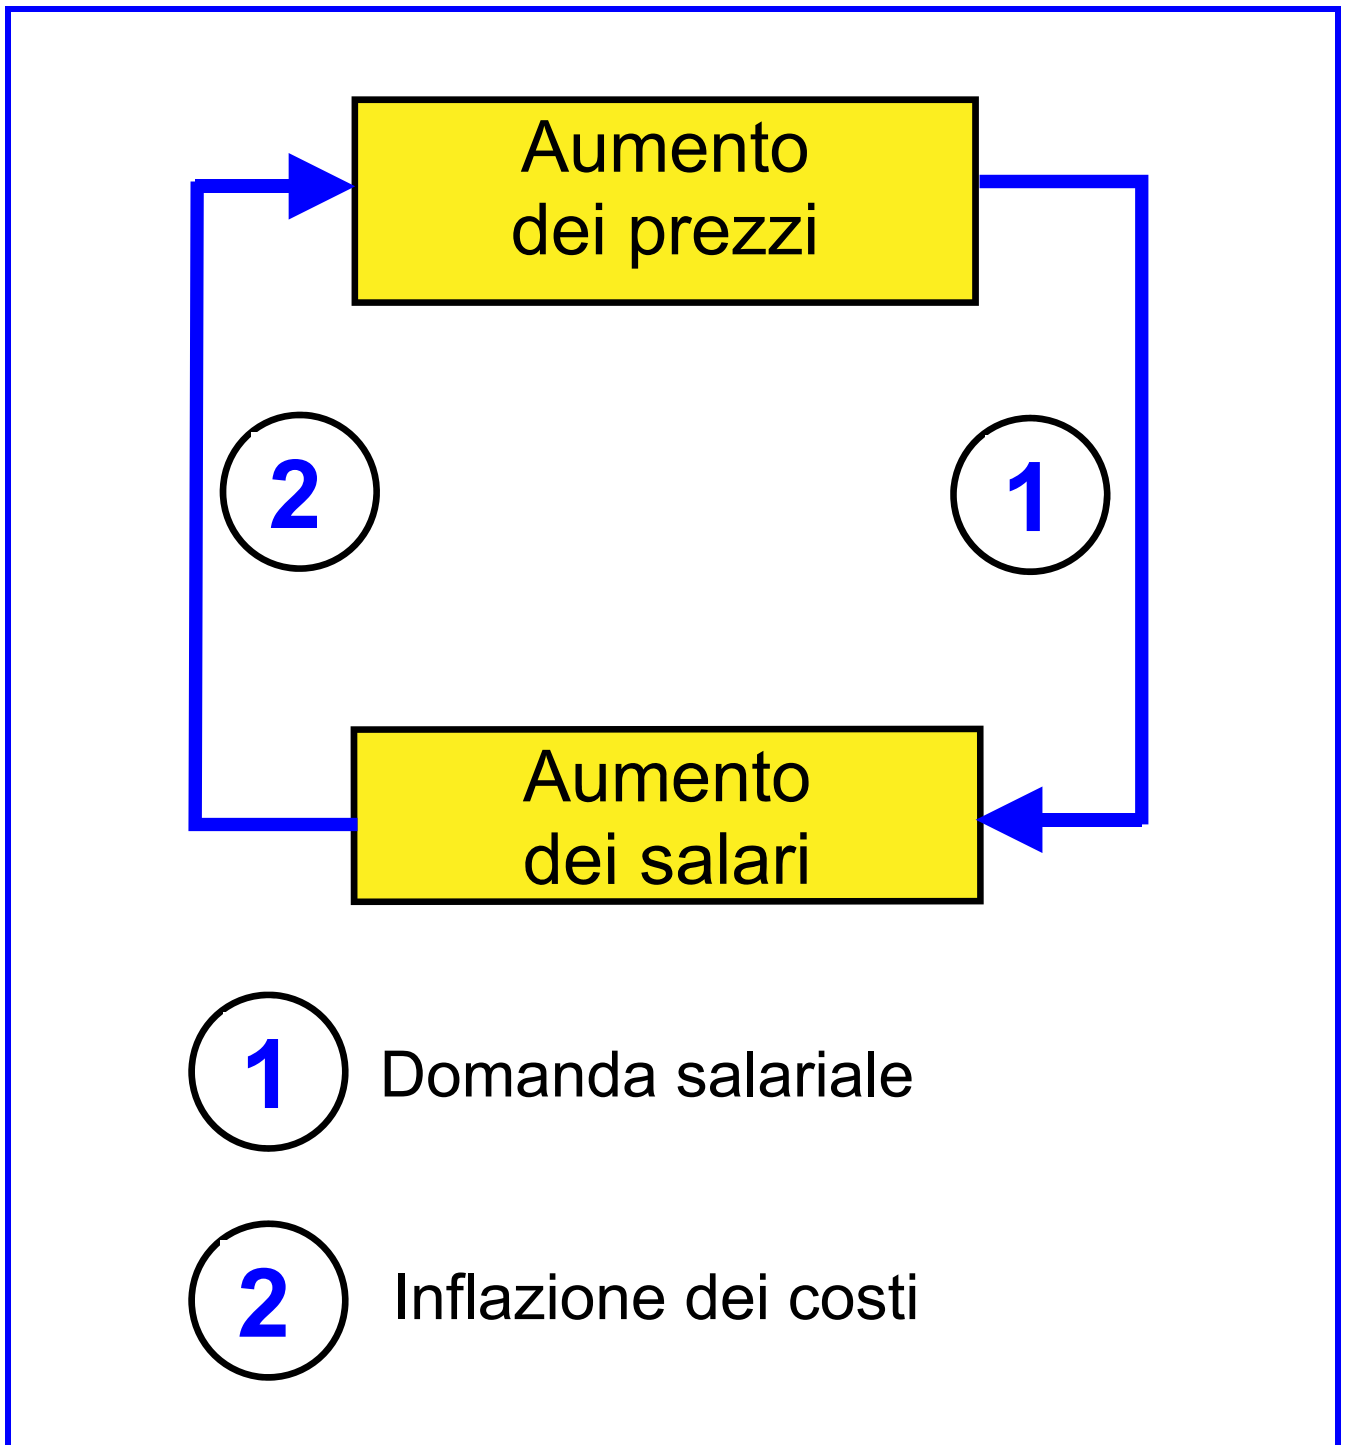 Aumento
dei prezzi
2
1
Aumento
dei salari
1 Domanda salariale
2 Inflazione dei costi